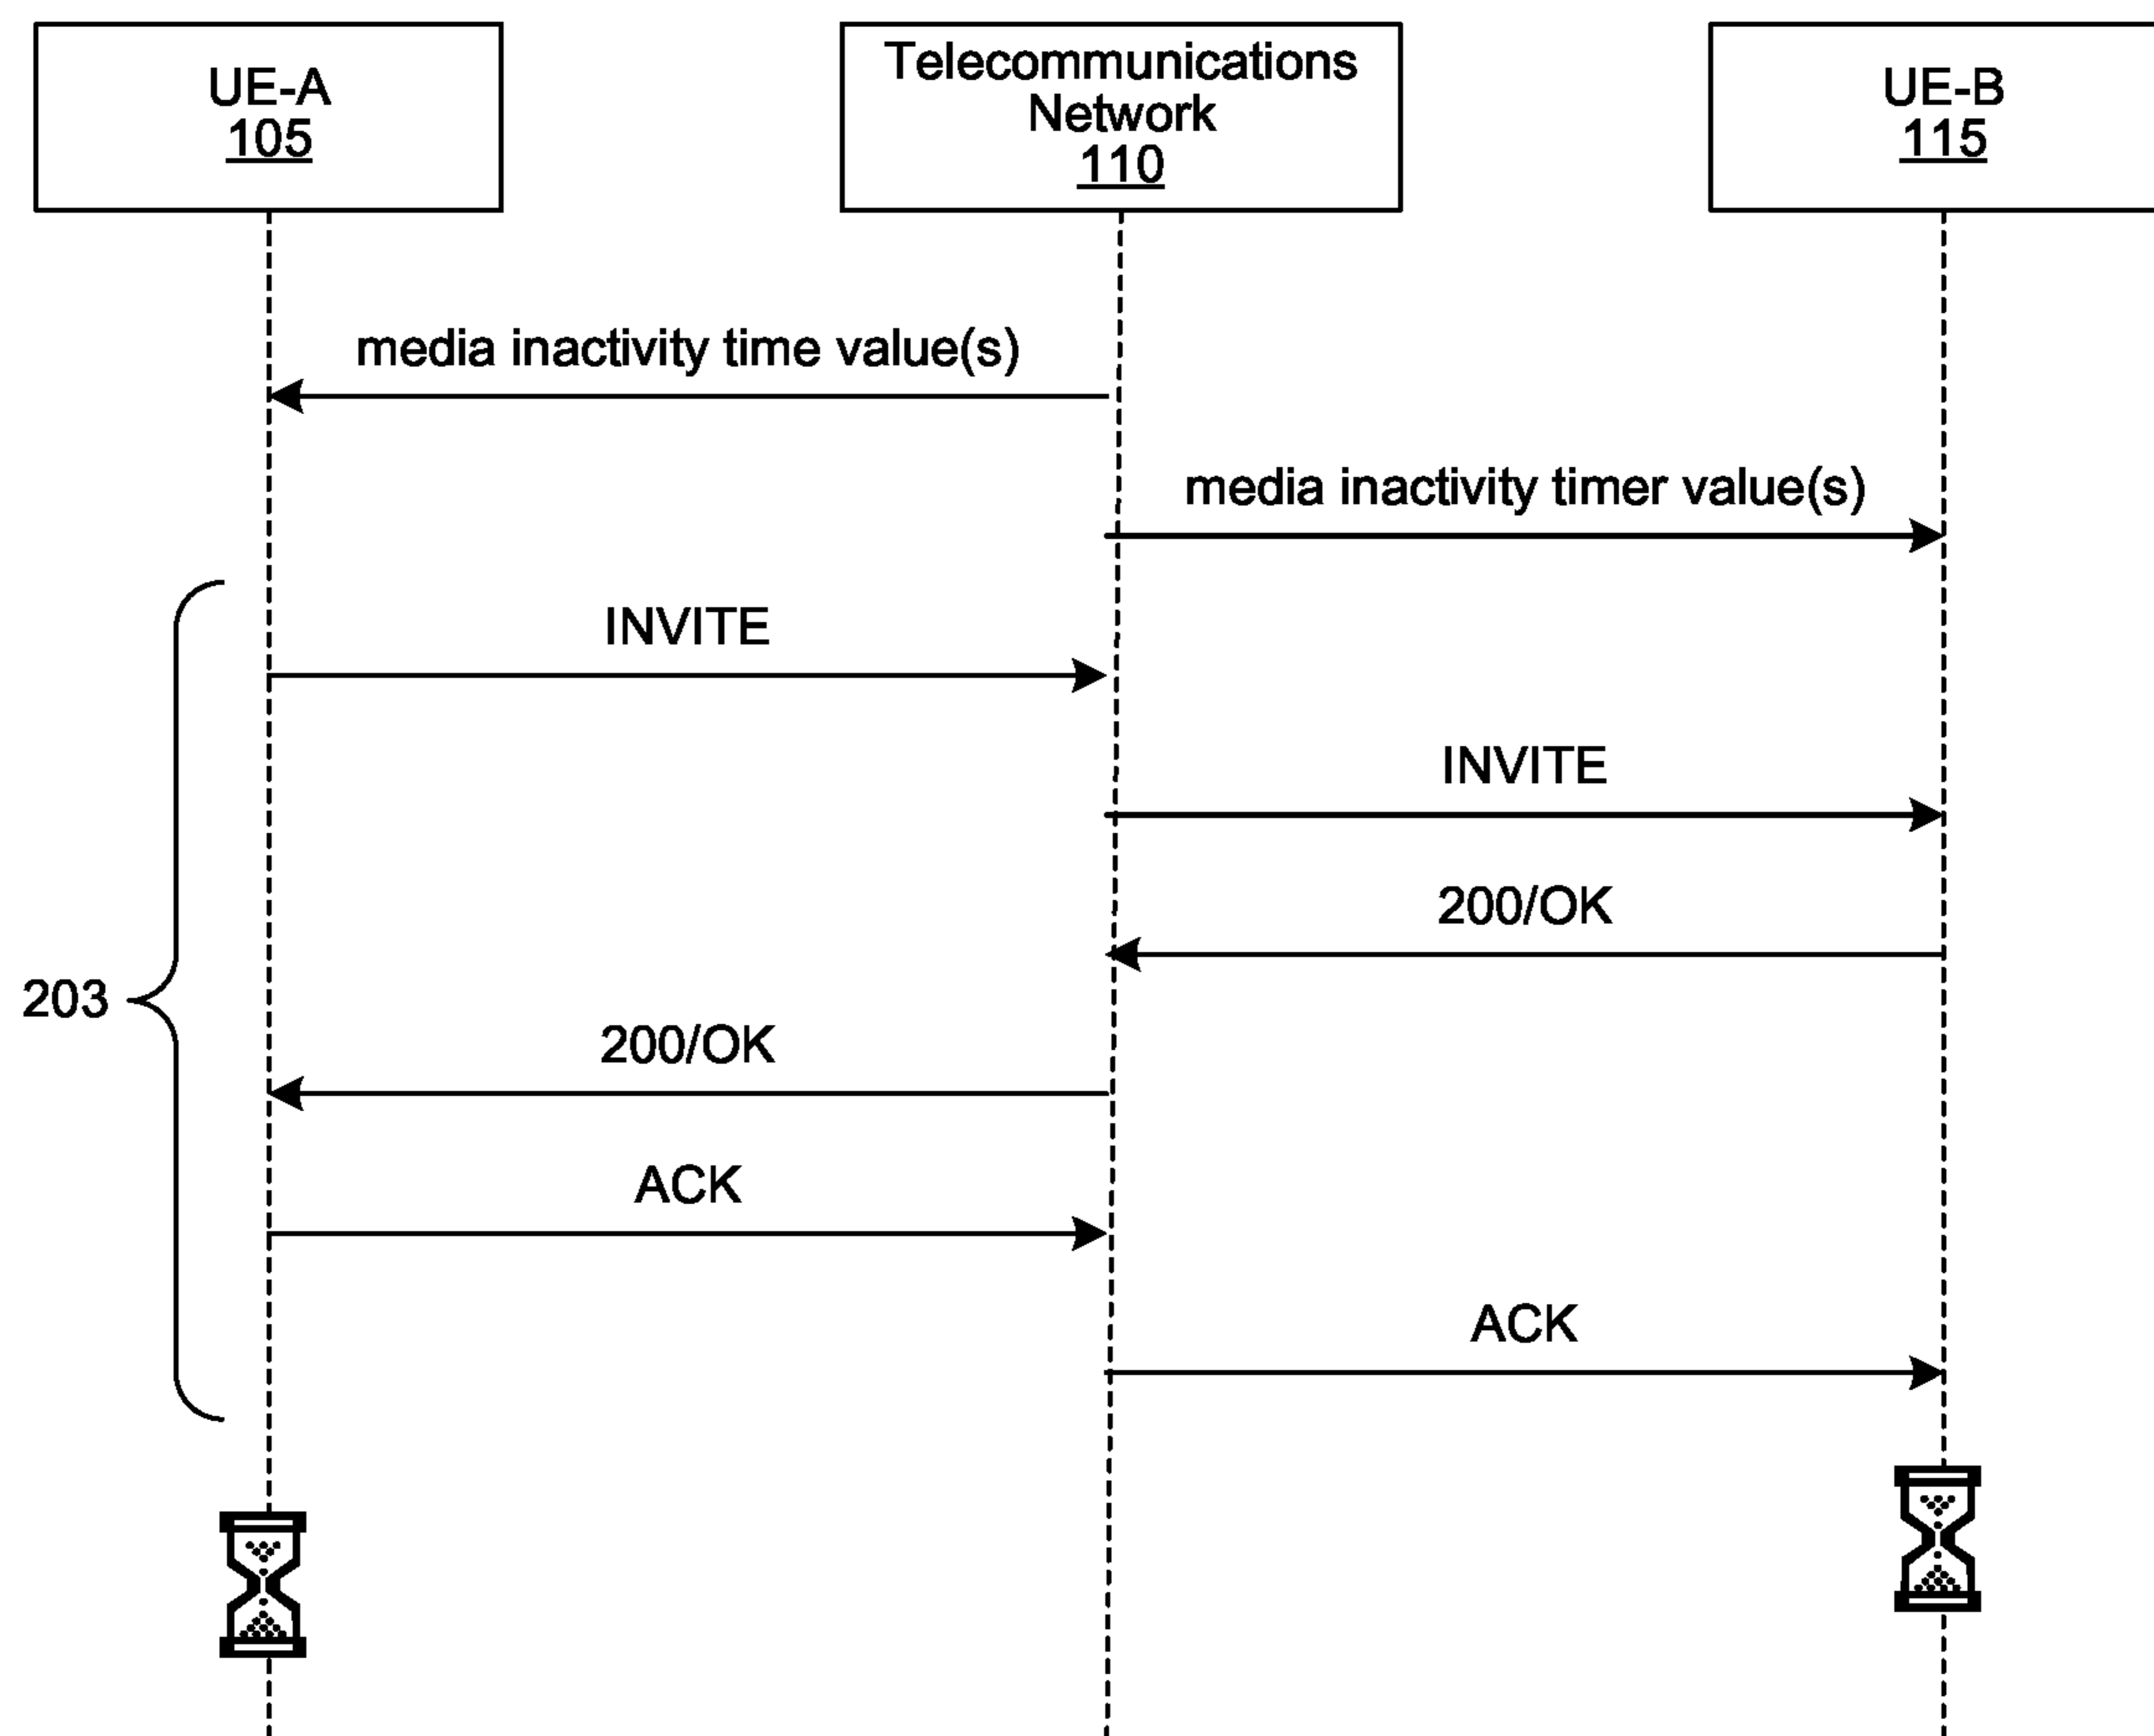 UE-A
105
Telecommunications
Network
110
UE-B
115
media inactivity time value(s)
media inactivity timer value(s)
INVITE
INVITE
200/OK
203
200/OK
ACK
ACK